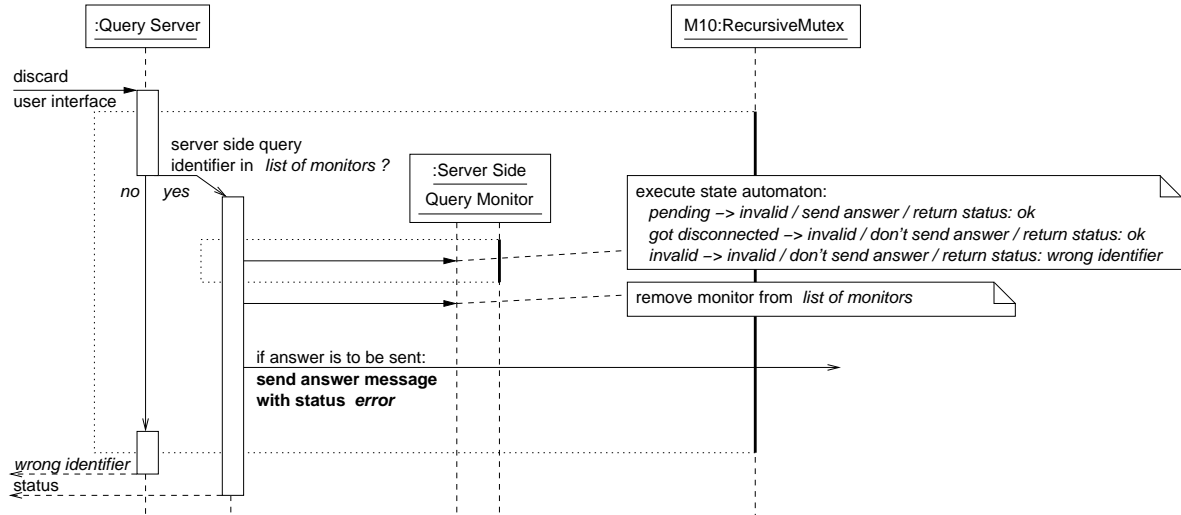 :Query Server
M10:RecursiveMutex
discard
user interface
server side query
identifier in list of monitors ?
no yes
:Server Side
Query Monitor
execute state automaton:
pending −> invalid / send answer / return status: ok
got disconnected −> invalid / don't send answer / return status: ok
invalid −> invalid / don't send answer / return status: wrong identifier
remove monitor from list of monitors
if answer is to be sent:
send answer message
with status error
wrong identifier
status